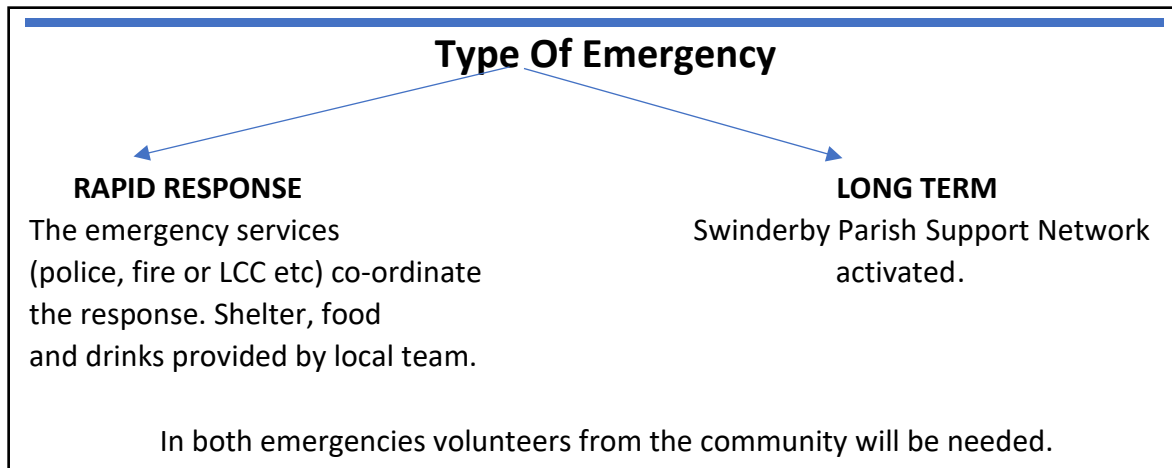 Type Of Emergency
RAPID RESPONSE
The emergency services
(police, fire or LCC etc) co-ordinate
the response. Shelter, food
and drinks provided by local team.
LONG TERM
Swinderby Parish Support Network
activated.
In both emergencies volunteers from the community will be needed.